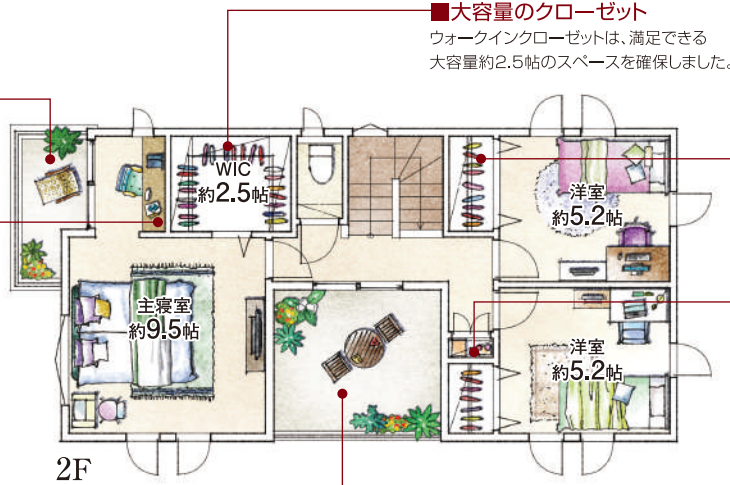 ■大容量のクローゼット
ウォークインクローゼットは、満足できる
大容量約2.5帖のスペースを確保しました。
WIC
約2.5帖
洋室
約5.2帖
主寝室
約9.5帖
洋室
約5.2帖
2F